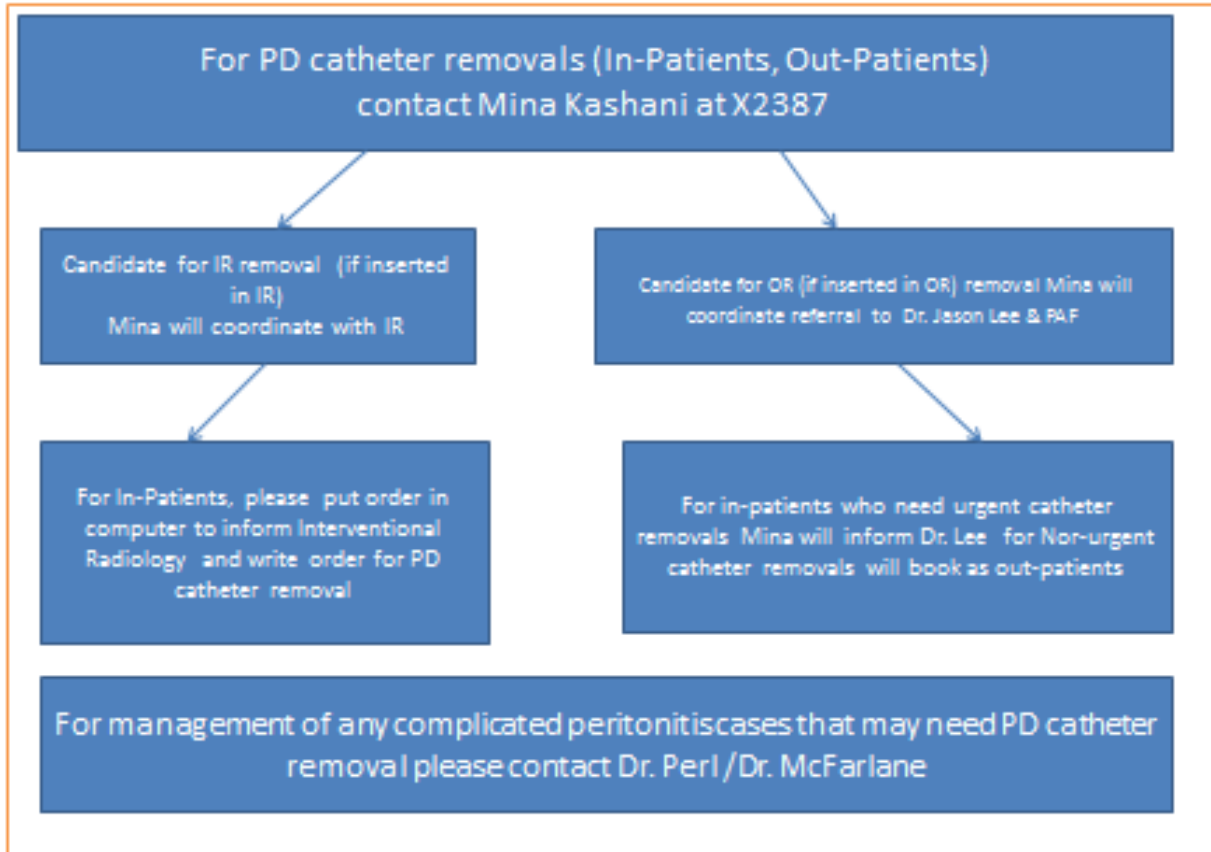 For PD catheter removals (In-Patients, Out-Patients)
contact Mina Kashani at X2387
Candidate for IR removal (if inserted
in IR)
Mina will coordinate with IR
Candidate for OR (if inserted in OR) removal Mina will
coordinate referral to Dr. Jason Lee & PAF
For In-Patients, please put order in
computer to inform Interventional
Radiology and write order for PD
catheter removal
For in-patients who need urgent catheter
removals Mina will inform Dr. Lee for Nor-urgent
catheter removals will book as out-patients
For management of any complicated peritonitiscases that may need PD catheter
removal please contact Dr. Perl /Dr. McFarlane